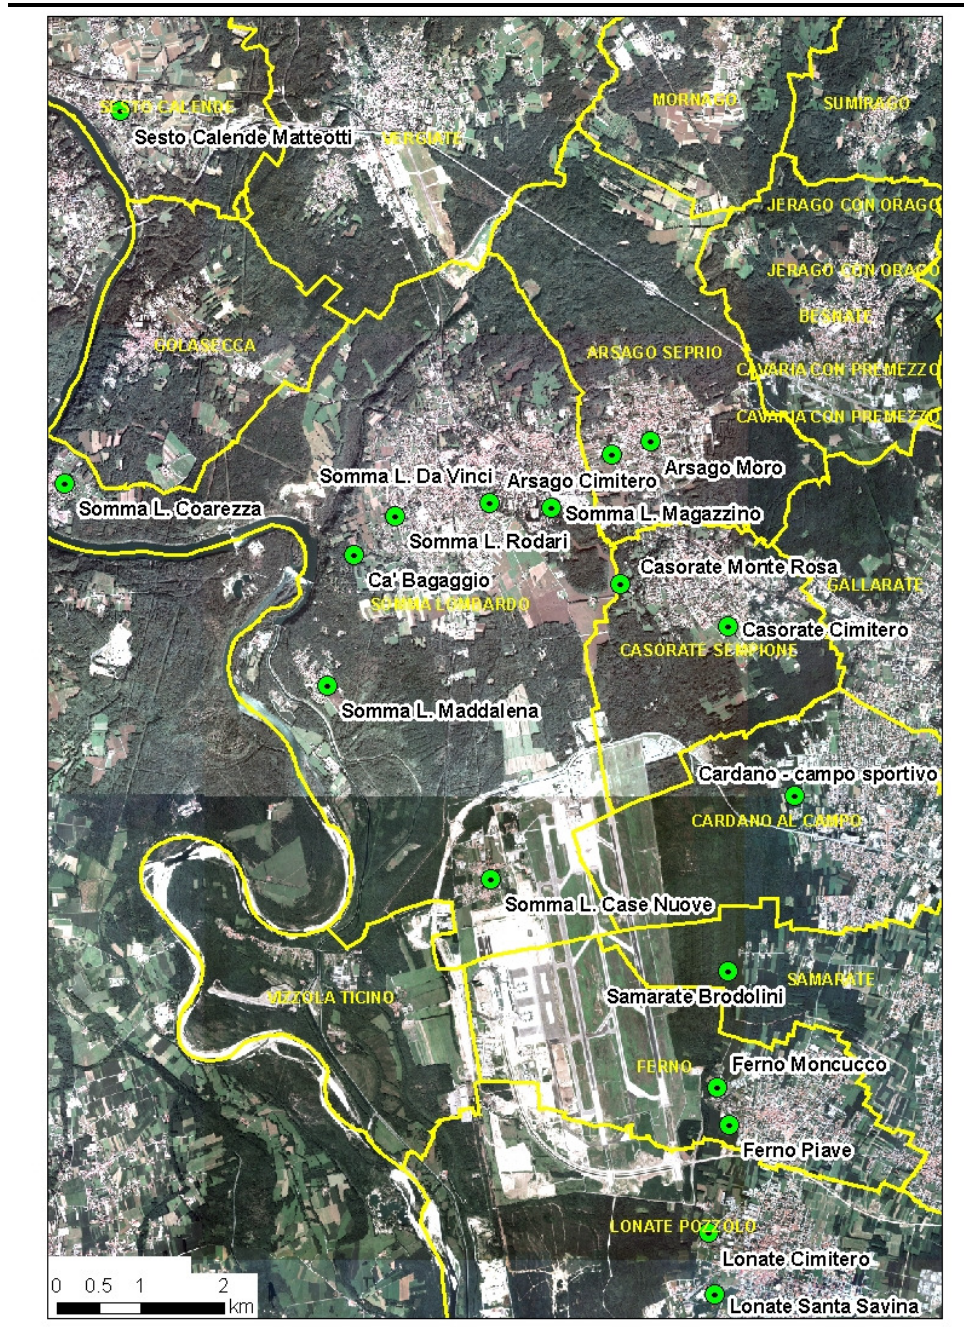 MORNAGO
SUMIRAGO
SESTO CALENDE
Sesto Calende Matteotti
VERGIATE
JERAGO CON ORAGO
JERAGO CON ORAGO
BESNATE
GOLASECCA
ARSAGO SEPRIO
CAVARIA CON PREMEZZO
CAVARIA CON PREMEZZO
Arsago Moro
Somma L. Da Vinci
Arsago Cimitero
Somma L. Coarezza
Somma L. Magazzino
Somma L. Rodari
Casorate Monte Rosa
Ca' Bagaggio
GALLARATE
SOMMA LOMBARDO
Casorate Cimitero
CASORATE SEMPIONE
Somma L. Maddalena
Cardano - campo sportivo
CARDANO AL CAMPO
Somma L. Case Nuove
SAMARATE
VIZZOLA TICINO
Samarate Brodolini
FERNO
Ferno Moncucco
Ferno Piave
LONATE POZZOLO
Lonate Cimitero
0 0.5 1 2
km
Lonate Santa Savina